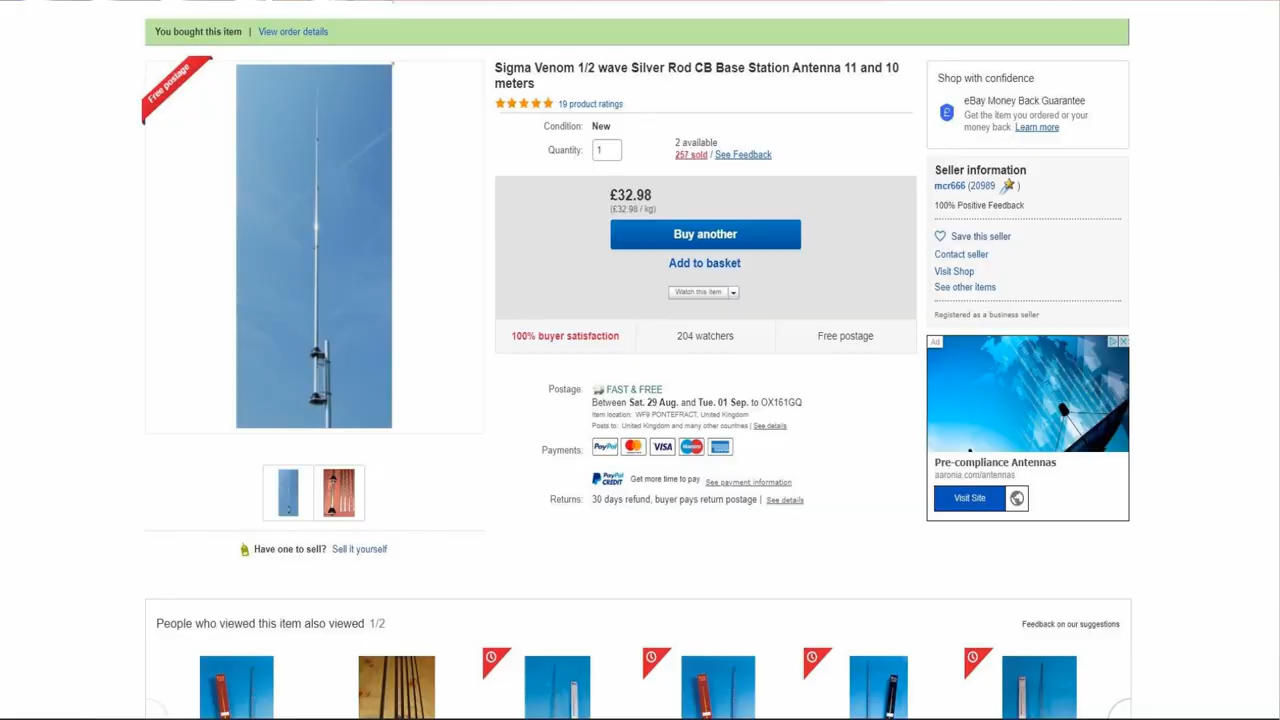 You bought this item | View order details
Free postage
Sigma Venom 1/2 wave Silver Rod CB Base Station Antenna 11 and 10
meters
19 product ratings
Condition: New
Quantity: 1
2 available
257 sold / See Feedback
£32.98
(£32.98 / kg)
Buy another
Add to basket
Watch this item
100% buyer satisfaction
204 watchers
Free postage
Postage: FAST & FREE
Between Sat. 29 Aug. and Tue. 01 Sep. to OX161GQ
Item location: WF9 PONTEFRACT, United Kingdom
Posts to: United Kingdom and many other countries | See details
Payments: PayPal VISA
PayPal CREDIT Get more time to pay See payment information
Returns: 30 days refund, buyer pays return postage | See details
Shop with confidence
eBay Money Back Guarantee
Get the item you ordered or your
money back. Learn more
Seller information
mcr666 (20989 )
100% Positive Feedback
Save this seller
Contact seller
Visit Shop
See other items
Registered as a business seller
Ad
Pre-compliance Antennas
aaronia.com/antennas
Visit Site
Have one to sell? Sell it yourself
People who viewed this item also viewed 1/2
Feedback on our suggestions